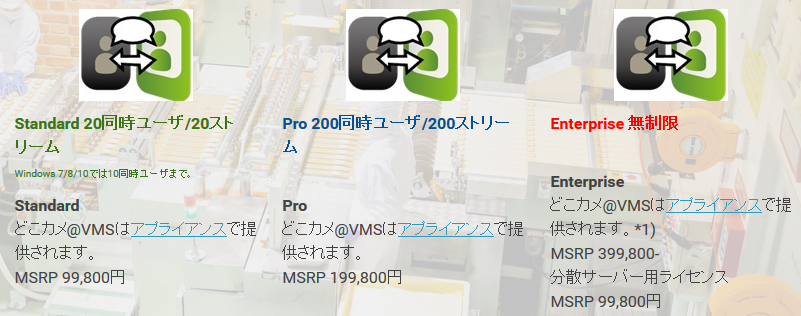 Standard 20同時ユーザ/20スト
リーム
Windows 7/8/10では10同時ユーザまで。
Standard
どこカメ@VMSはアプライアンスで提
供されます。
MSRP 99,800円
Pro 200同時ユーザ/200ストリー
ム
Pro
どこカメ@VMSはアプライアンスで提
供されます。
MSRP 199,800円
Enterprise 無制限
Enterprise
どこカメ@VMSはアプライアンスで提
供されます。*1)
MSRP 399,800-
分散サーバー用ライセンス
MSRP 99,800円